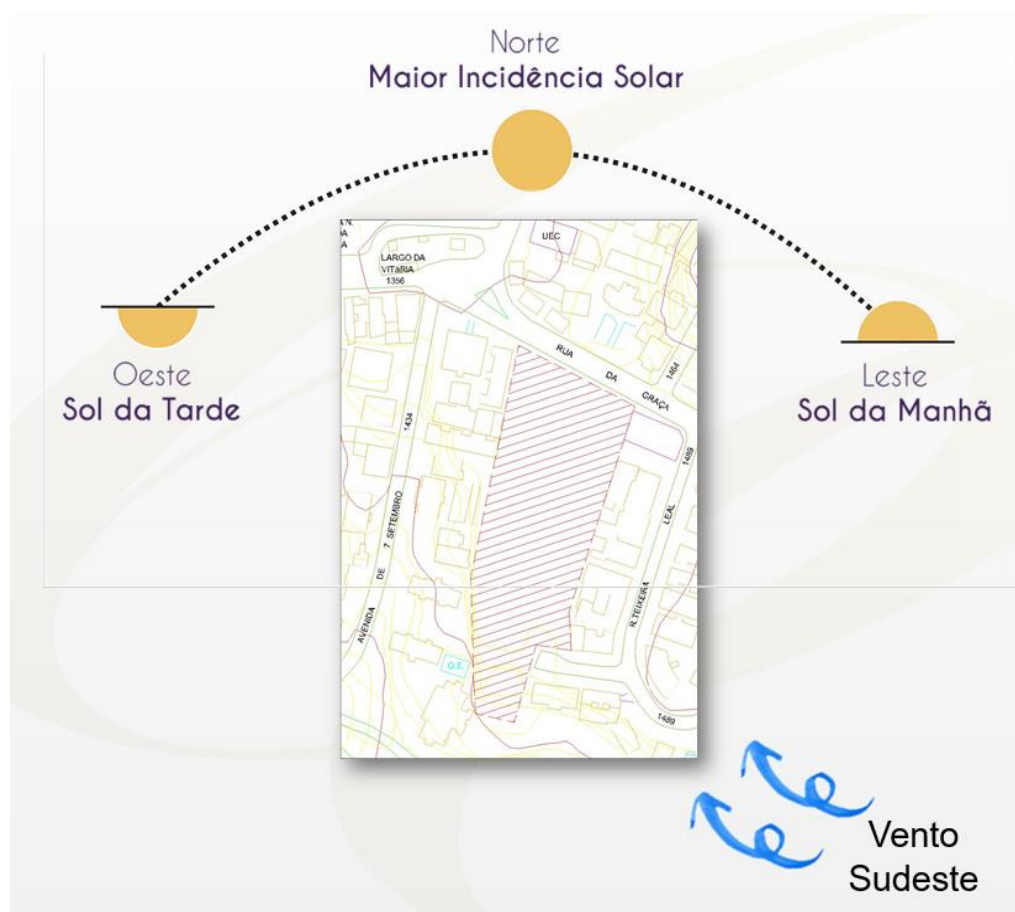 Norte
Maior Incidência Solar
UEC
LARGO DA
VITóRIA
1356
RUA
DA
GRAÇA
1464
Oeste
Sol da Tarde
Leste
Sol da Manhã
1434
1489
AVENIDA DE 7 SETEMBRO
R.TEIXEIRA LEAL
G.E.
1489
Vento
Sudeste